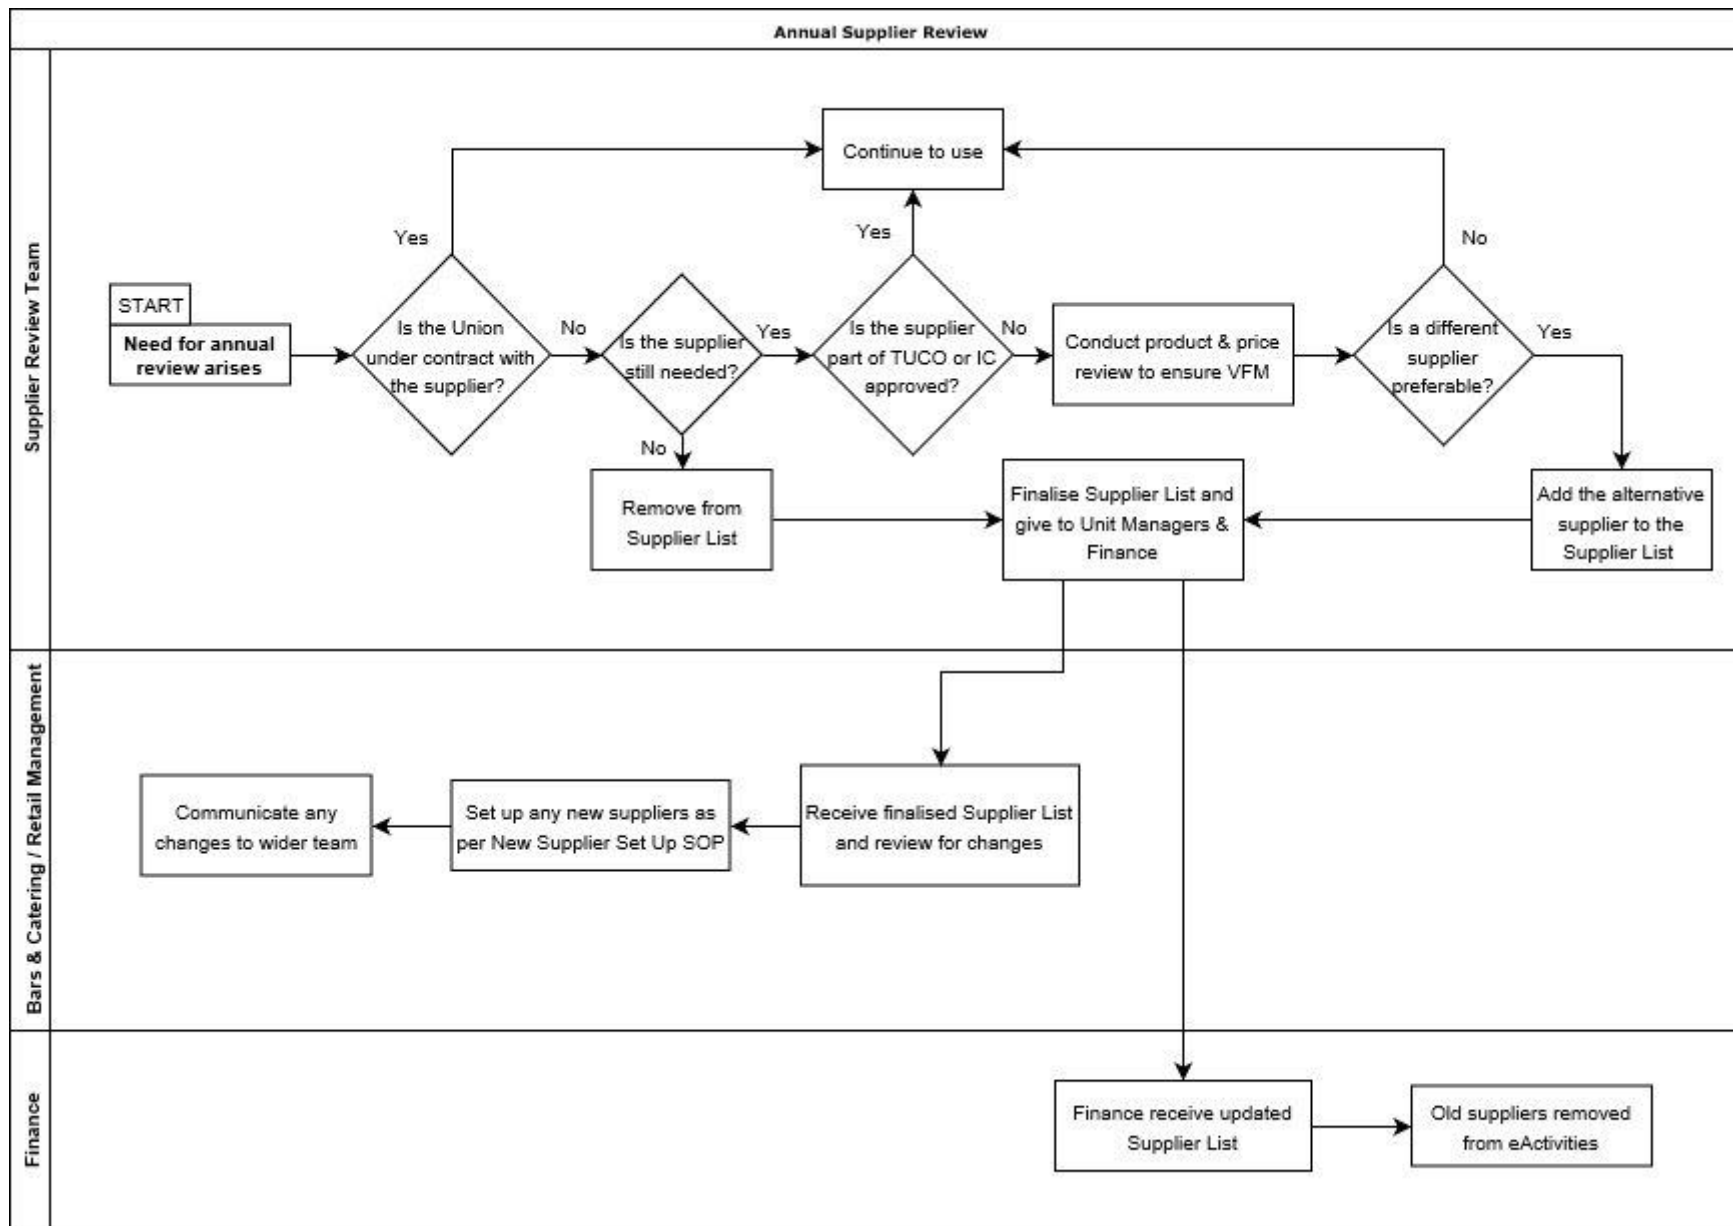 Annual Supplier Review
Supplier Review Team
Continue to use
Yes
Yes
No
START
Need for annual
review arises
Is the Union
under contract with
the supplier?
No
Is the supplier
still needed?
Yes
Is the supplier
part of TUCO or IC
approved?
No
Conduct product & price
review to ensure VFM
Is a different
supplier
preferable?
Yes
No
Remove from
Supplier List
Finalise Supplier List and
give to Unit Managers &
Finance
Add the alternative
supplier to the
Supplier List
Bars & Catering / Retail Management
Communicate any
changes to wider team
Set up any new suppliers as
per New Supplier Set Up SOP
Receive finalised Supplier List
and review for changes
Finance
Finance receive updated
Supplier List
Old suppliers removed
from eActivities